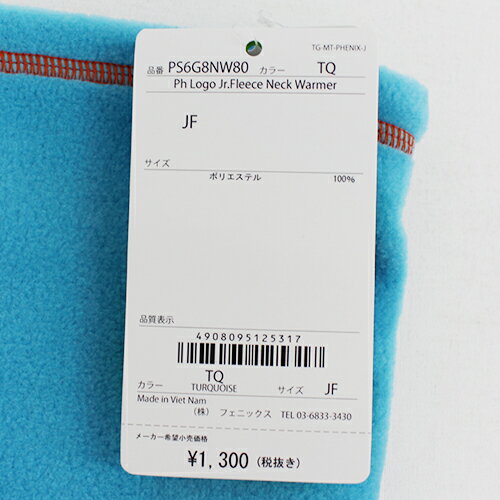 TG-MT-PHENIX-J
品番 PS6G8NW80 カラー TQ
Ph Logo Jr.Fleece Neck Warmer
JF
サイズ
ポリエステル 100%
品質表示
4908095125317
カラー TQ サイズ JF
TURQUOISE
Made in Viet Nam
(株) フェニックス TEL 03-6833-3430
メーカー希望小売価格
¥1,300 (税抜き)